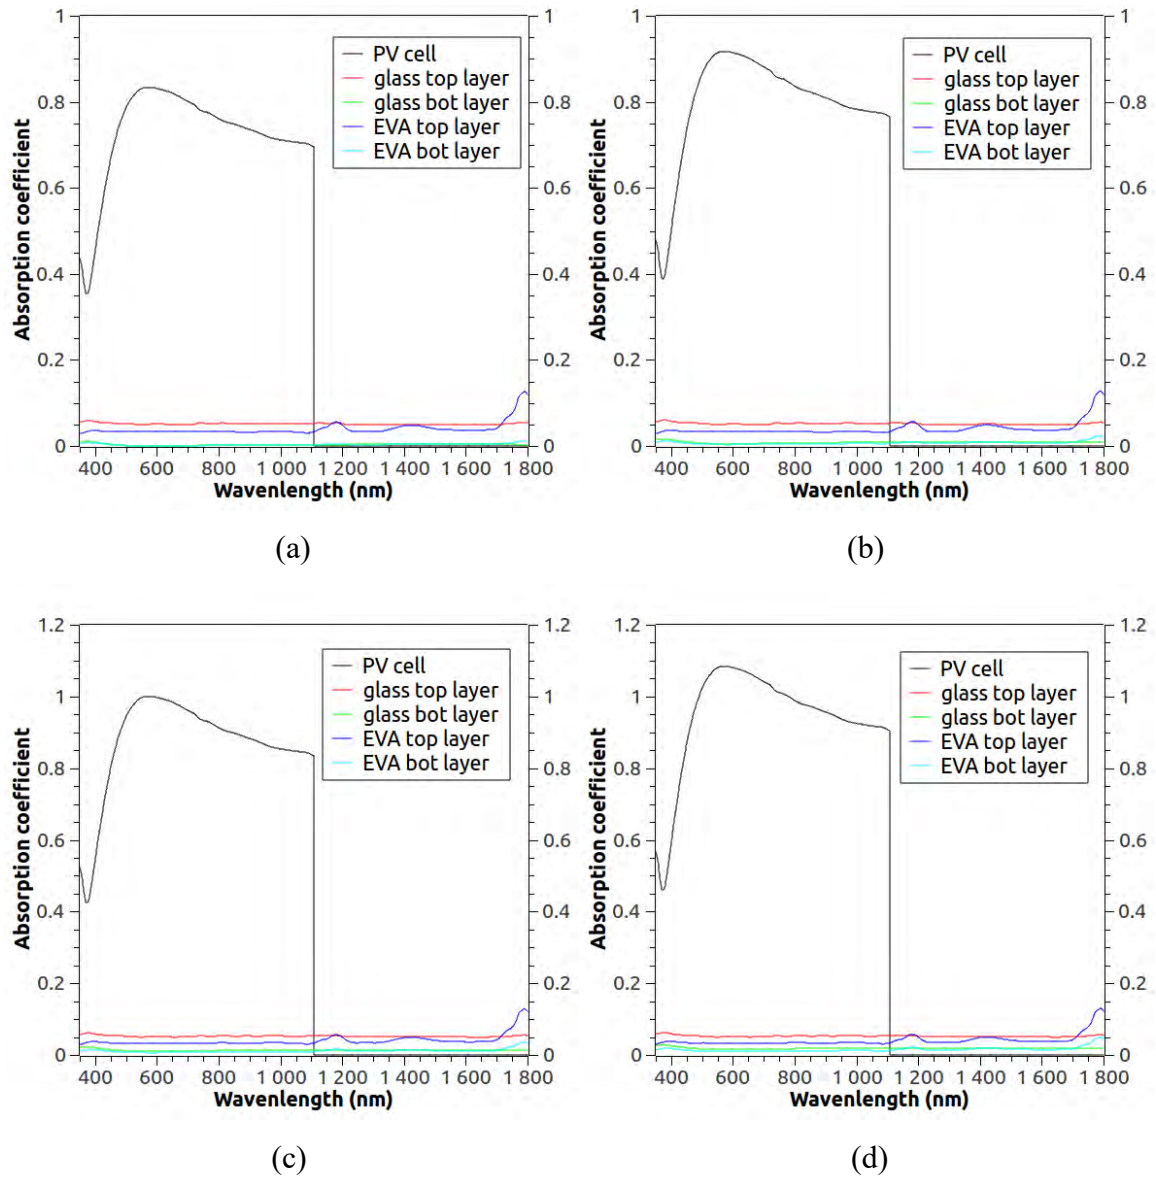 1
0.8
0.6
0.4
0.2
0
Absorption coefficient
PV cell
glass top layer
glass bot layer
EVA top layer
EVA bot layer
1
0.8
0.6
0.4
0.2
0
400 600 800 1 000 1 200 1 400 1 600 1 800
Wavenlength (nm)
(a)
1
0.8
0.6
0.4
0.2
0
Absorption coefficient
PV cell
glass top layer
glass bot layer
EVA top layer
EVA bot layer
1
0.8
0.6
0.4
0.2
0
400 600 800 1 000 1 200 1 400 1 600 1 800
Wavenlength (nm)
(b)
1.2
1
0.8
0.6
0.4
0.2
0
Absorption coefficient
PV cell
glass top layer
glass bot layer
EVA top layer
EVA bot layer
1.2
1
0.8
0.6
0.4
0.2
0
400 600 800 1 000 1 200 1 400 1 600 1 800
Wavenlength (nm)
(c)
1.2
1
0.8
0.6
0.4
0.2
0
Absorption coefficient
PV cell
glass top layer
glass bot layer
EVA top layer
EVA bot layer
1.2
1
0.8
0.6
0.4
0.2
0
400 600 800 1 000 1 200 1 400 1 600 1 800
Wavenlength (nm)
(d)